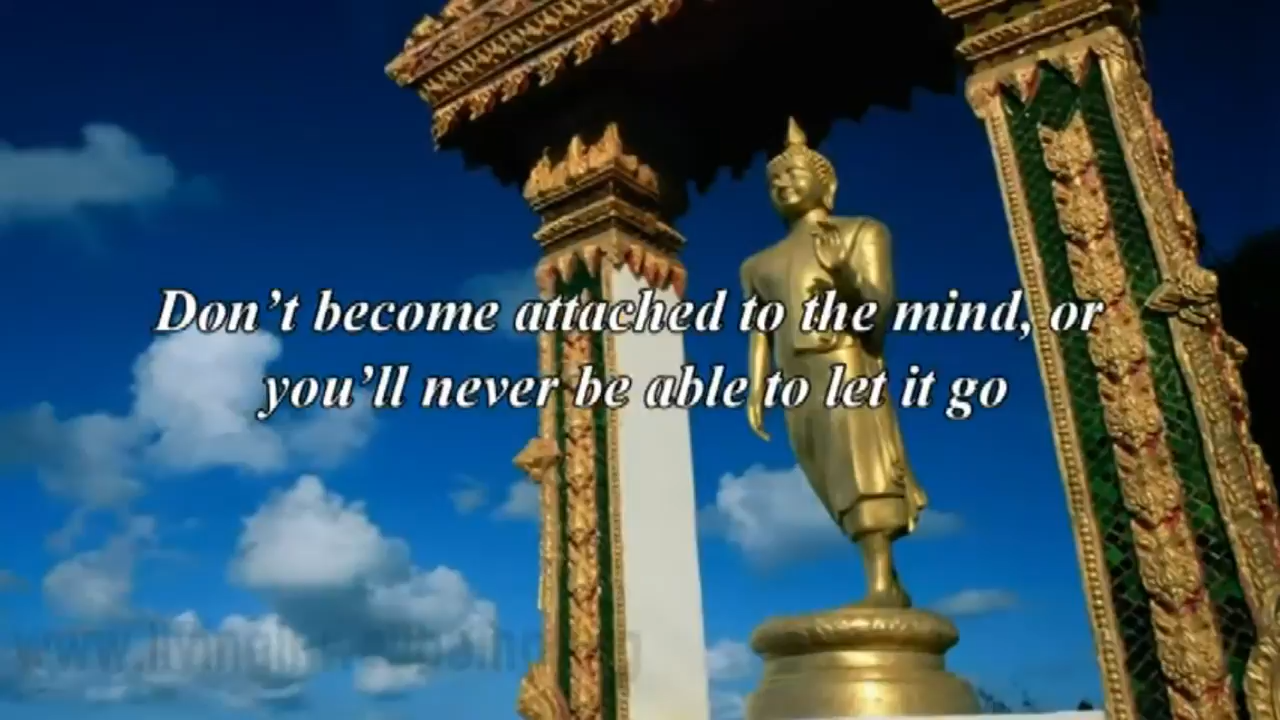 Don’t become attached to the mind, or
you’ll never be able to let it go